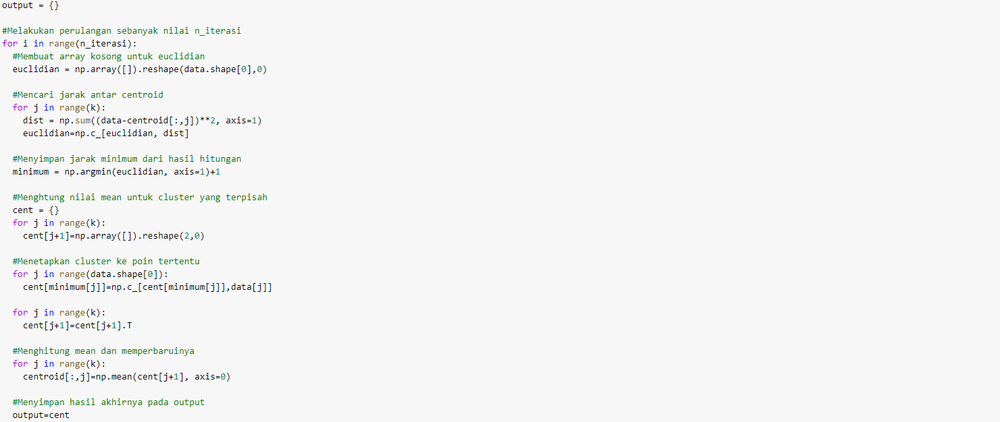 output = {}
#Melakukan perulangan sebanyak nilai n_iterasi
for i in range(n_iterasi):
#Membuat array kosong untuk euclidian
euclidian = np.array([]).reshape(data.shape[0],0)
#Mencari jarak antar centroid
for j in range(k):
dist = np.sum((data-centroid[:,j])**2, axis=1)
euclidian=np.c_[euclidian, dist]
#Menyimpan jarak minimum dari hasil hitungan
minimum = np.argmin(euclidian, axis=1)+1
#Menghtung nilai mean untuk cluster yang terpisah
cent = {}
for j in range(k):
cent[j+1]=np.array([]).reshape(2,0)
#Menetapkan cluster ke poin tertentu
for j in range(data.shape[0]):
cent[minimum[j]]=np.c_[cent[minimum[j]],data[j]]
for j in range(k):
cent[j+1]=cent[j+1].T
#Menghitung mean dan memperbaruinya
for j in range(k):
centroid[:,j]=np.mean(cent[j+1], axis=0)
#Menyimpan hasil akhirnya pada output
output=cent